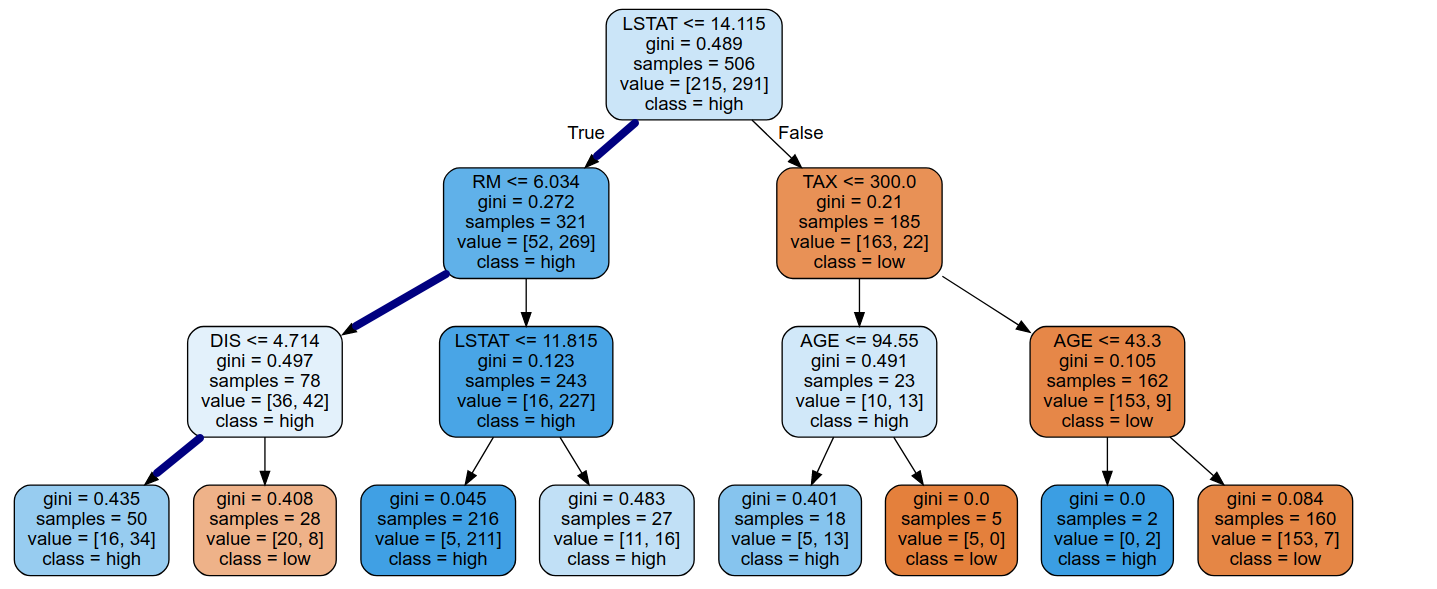 LSTAT <= 14.115
gini = 0.489
samples = 506
value = [215, 291]
class = high
True
False
RM <= 6.034
gini = 0.272
samples = 321
value = [52, 269]
class = high
TAX <= 300.0
gini = 0.21
samples = 185
value = [163, 22]
class = low
DIS <= 4.714
gini = 0.497
samples = 78
value = [36, 42]
class = high
LSTAT <= 11.815
gini = 0.123
samples = 243
value = [16, 227]
class = high
AGE <= 94.55
gini = 0.491
samples = 23
value = [10, 13]
class = high
AGE <= 43.3
gini = 0.105
samples = 162
value = [153, 9]
class = low
gini = 0.435
samples = 50
value = [16, 34]
class = high
gini = 0.408
samples = 28
value = [20, 8]
class = low
gini = 0.045
samples = 216
value = [5, 211]
class = high
gini = 0.483
samples = 27
value = [11, 16]
class = high
gini = 0.401
samples = 18
value = [5, 13]
class = high
gini = 0.0
samples = 5
value = [5, 0]
class = low
gini = 0.0
samples = 2
value = [0, 2]
class = high
gini = 0.084
samples = 160
value = [153, 7]
class = low